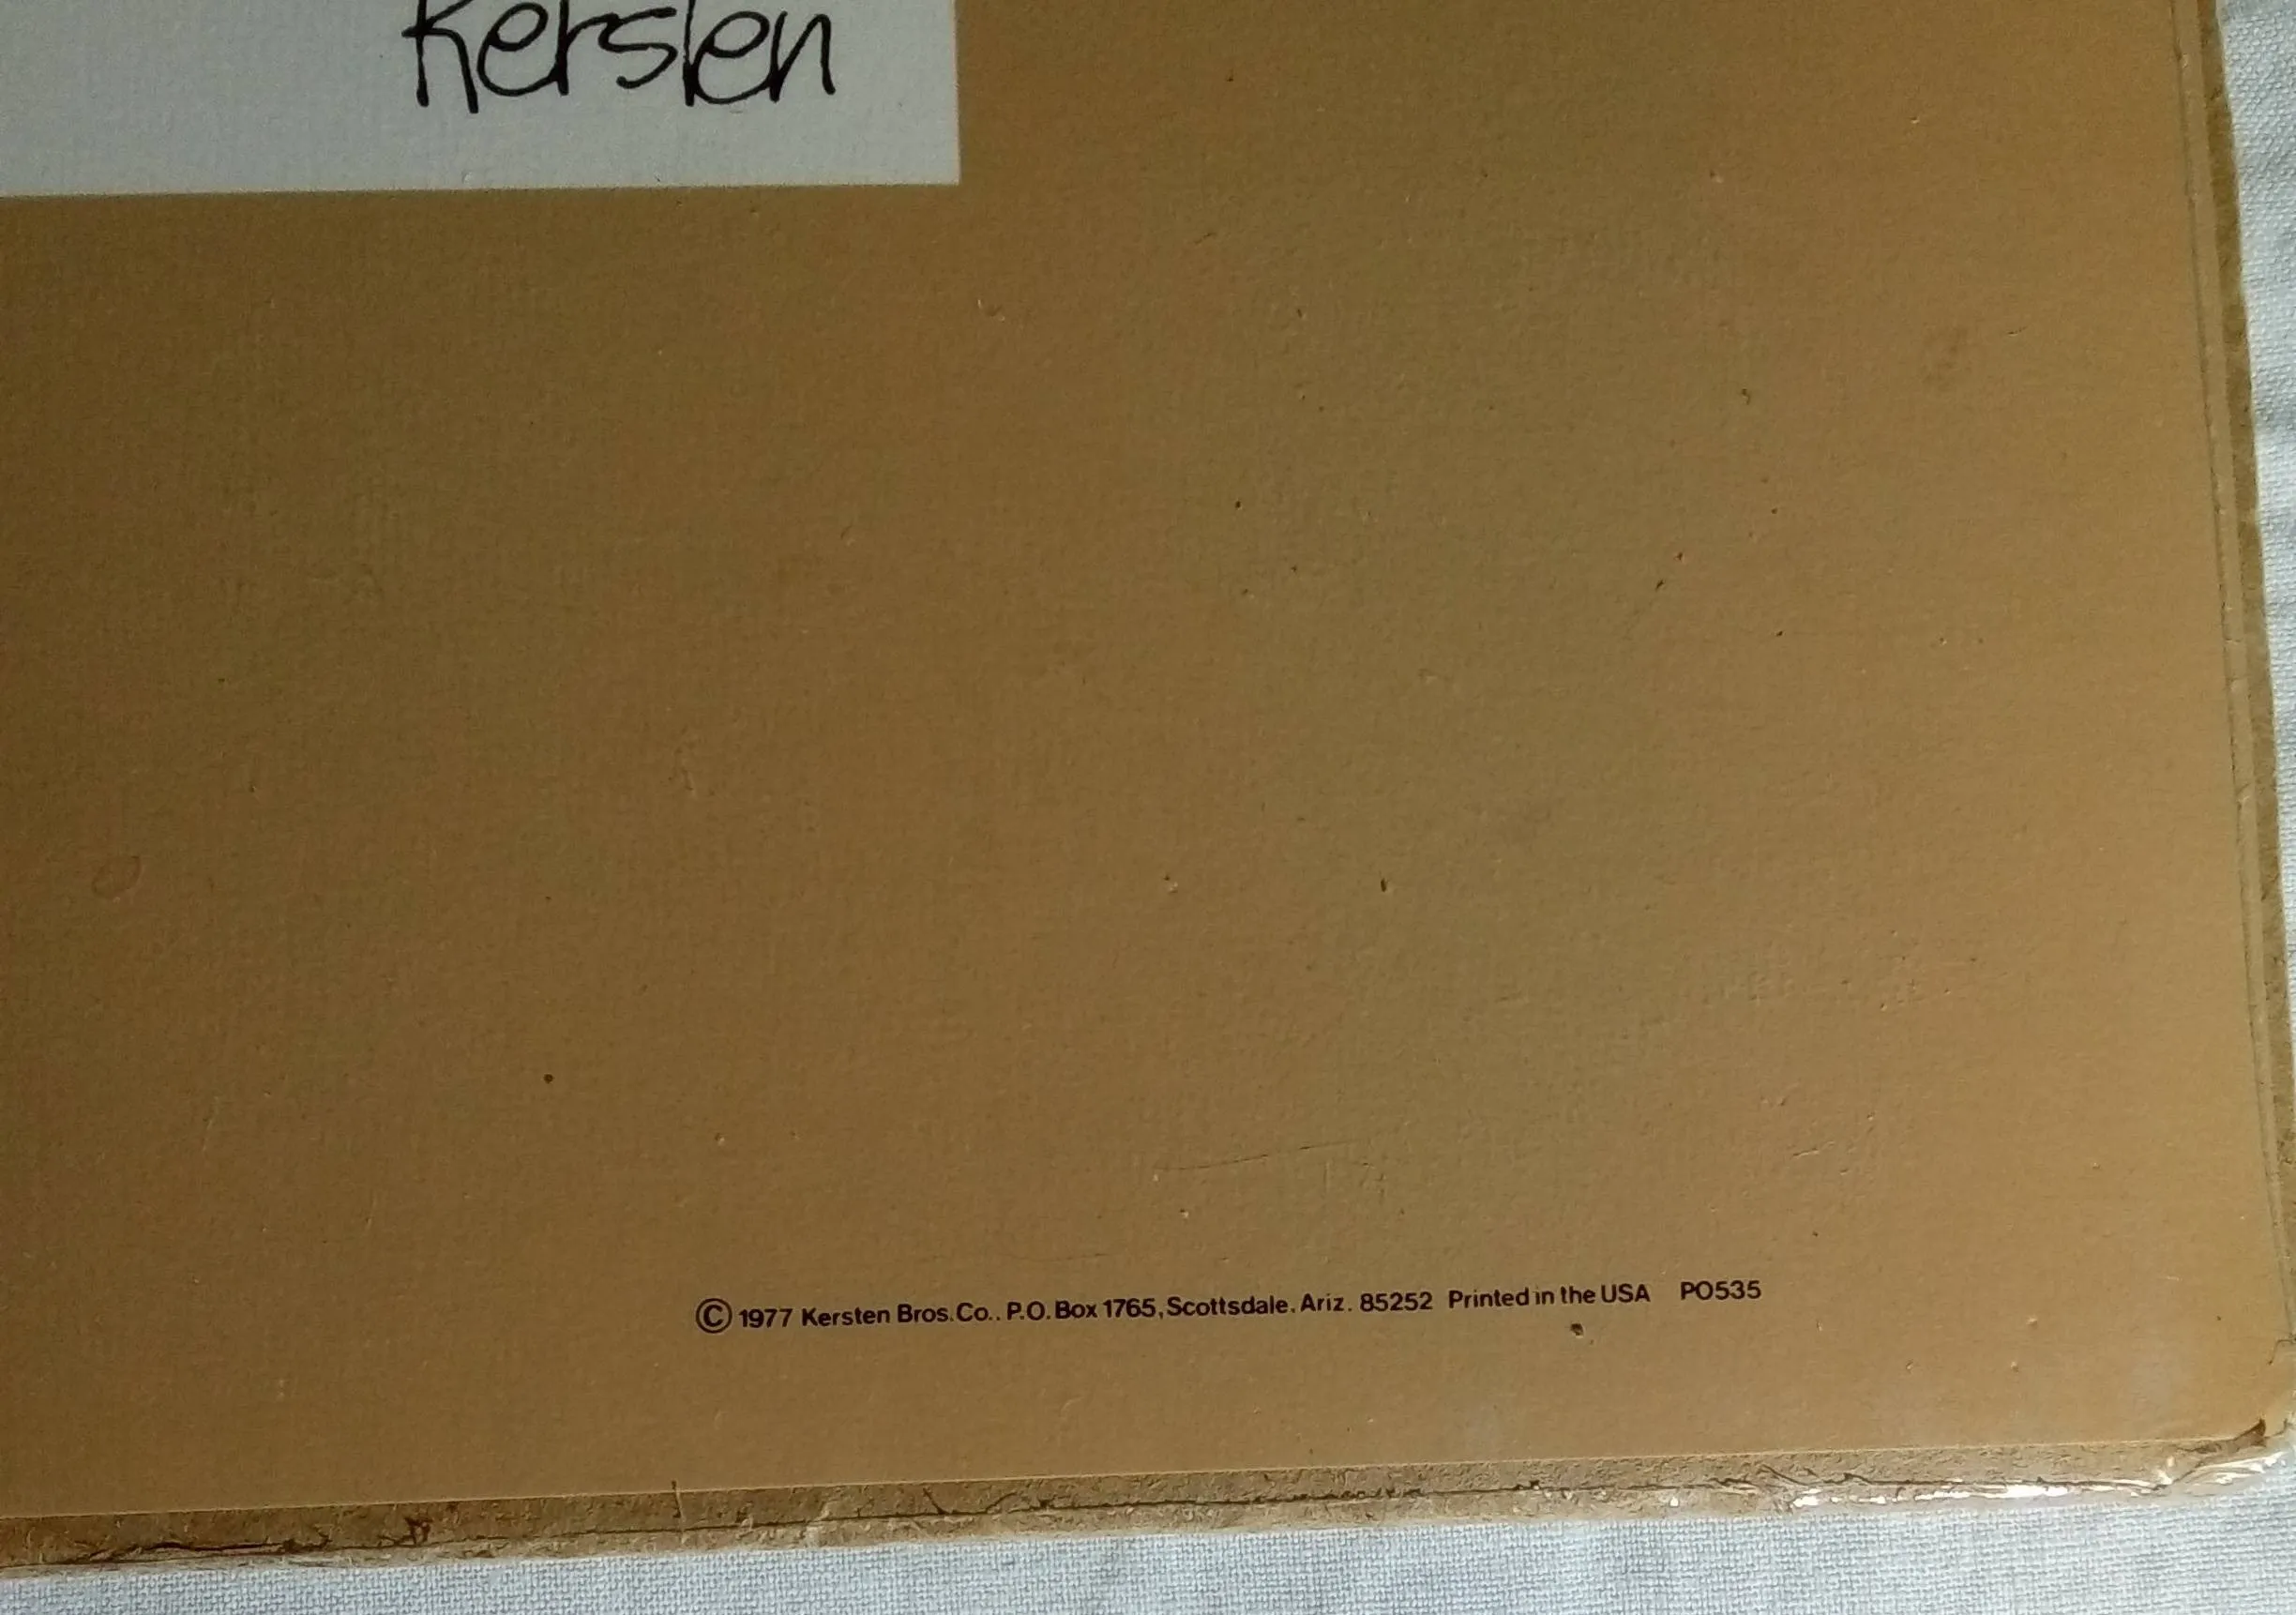 Kersten
© 1977 Kersten Bros. Co.. P.O. Box 1765, Scottsdale. Ariz. 85252 Printed in the USA PO535